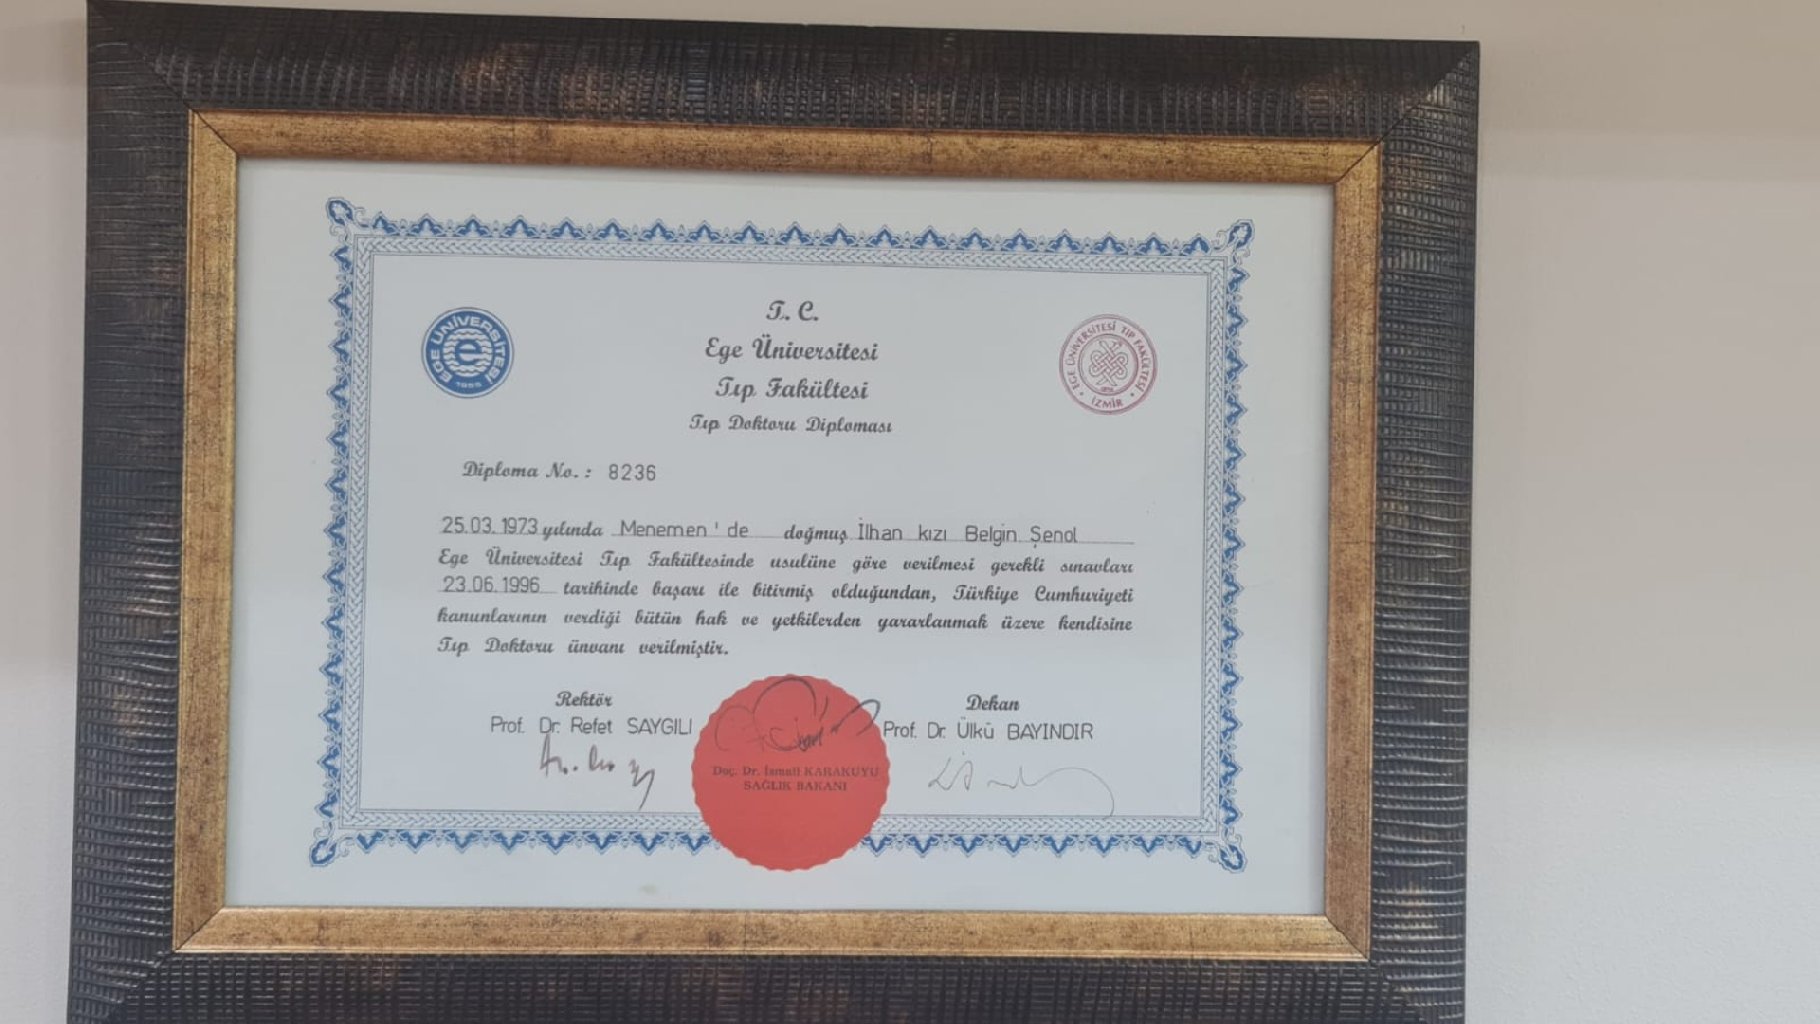 T. C.
Ege Üniversitesi
Tıp Fakültesi
Tıp Doktoru Diploması
EGE ÜNİVERSİTESİ
e
1955
EGE ÜNİVERSİTESİ TIP FAKÜLTESİ
İZMİR
Diploma No.: 8236
25.03.1973 yılında Menemen'de doğmuş İlhan kızı Belgin Şenol
Ege Üniversitesi Tıp Fakültesinde usulüne göre verilmesi gerekli sınavları
23.06.1996 tarihinde başarı ile bitirmiş olduğundan, Türkiye Cumhuriyeti
kanunlarının verdiği bütün hak ve yetkilerden yararlanmak üzere kendisine
Tıp Doktoru ünvanı verilmiştir.
Rektör
Prof. Dr. Refet SAYGILI
Dekan
Prof. Dr. Ülkü BAYINDIR
Doç. Dr. İsmail KARAKUYU
SAĞLIK BAKANI